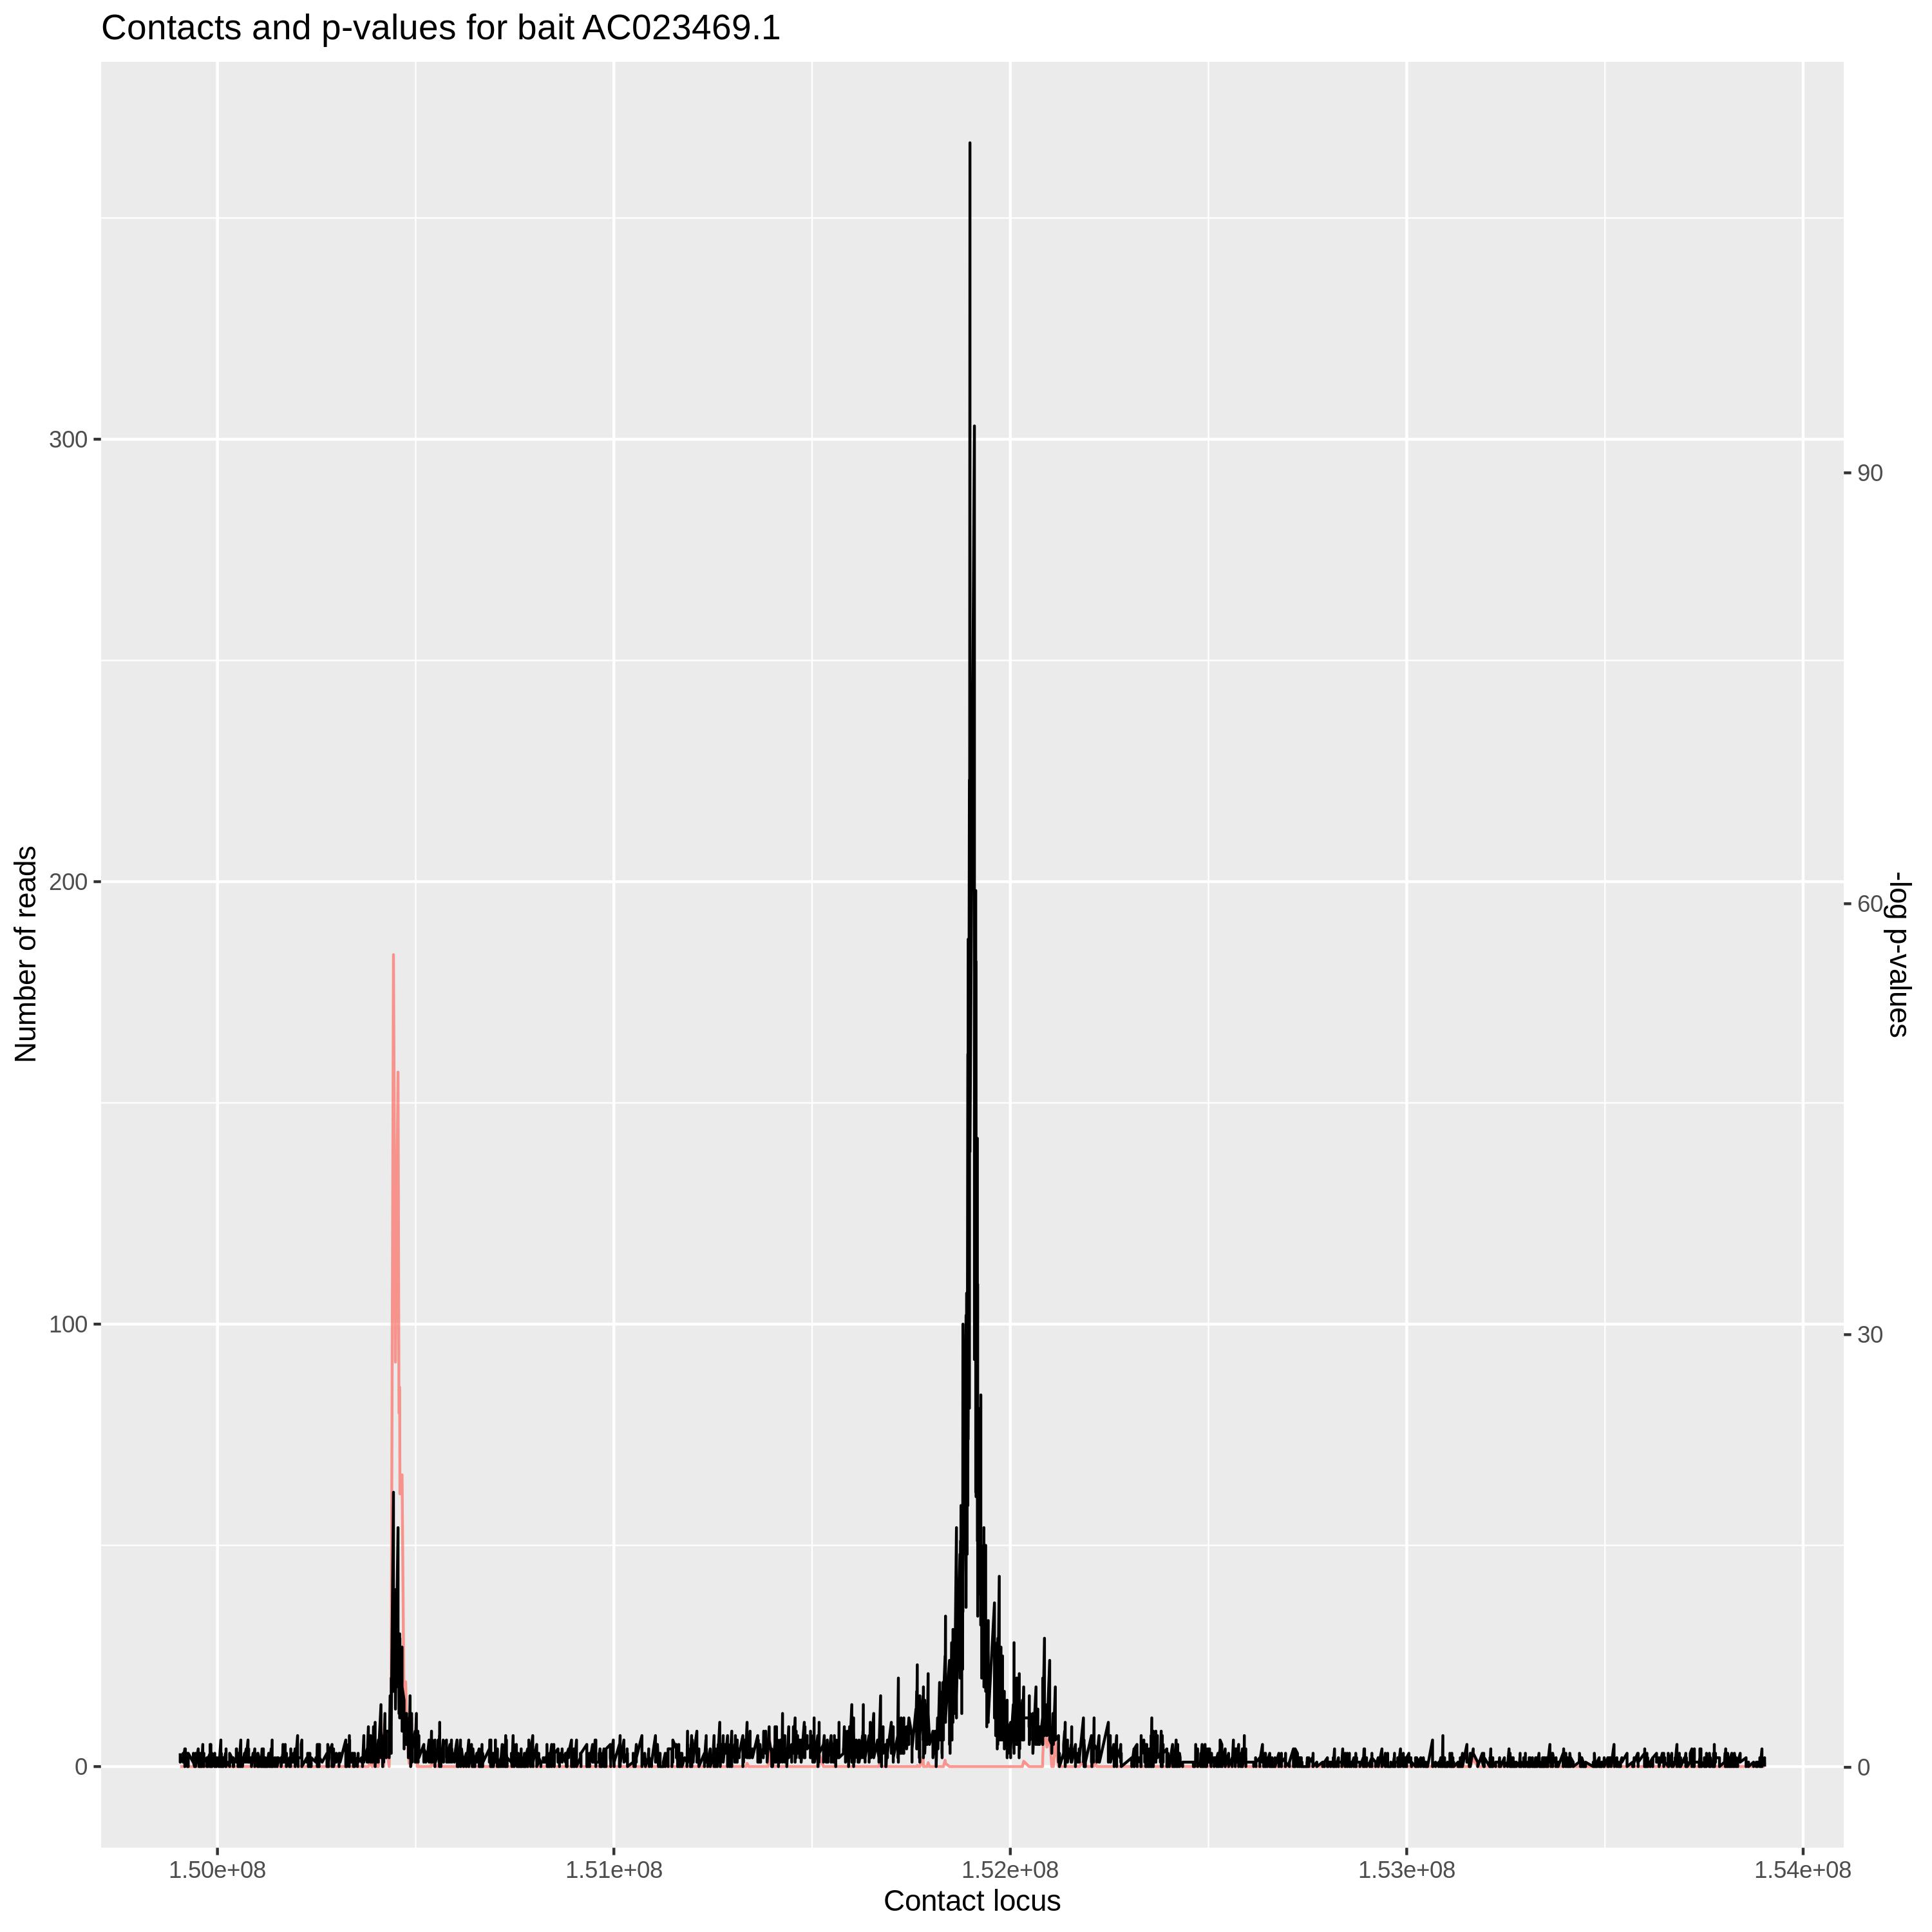 Contacts and p-values for bait AC023469.1
300
200
100
0
Number of reads
90
60
30
0
-log p-values
1.50e+08
1.51e+08
1.52e+08
1.53e+08
1.54e+08
Contact locus